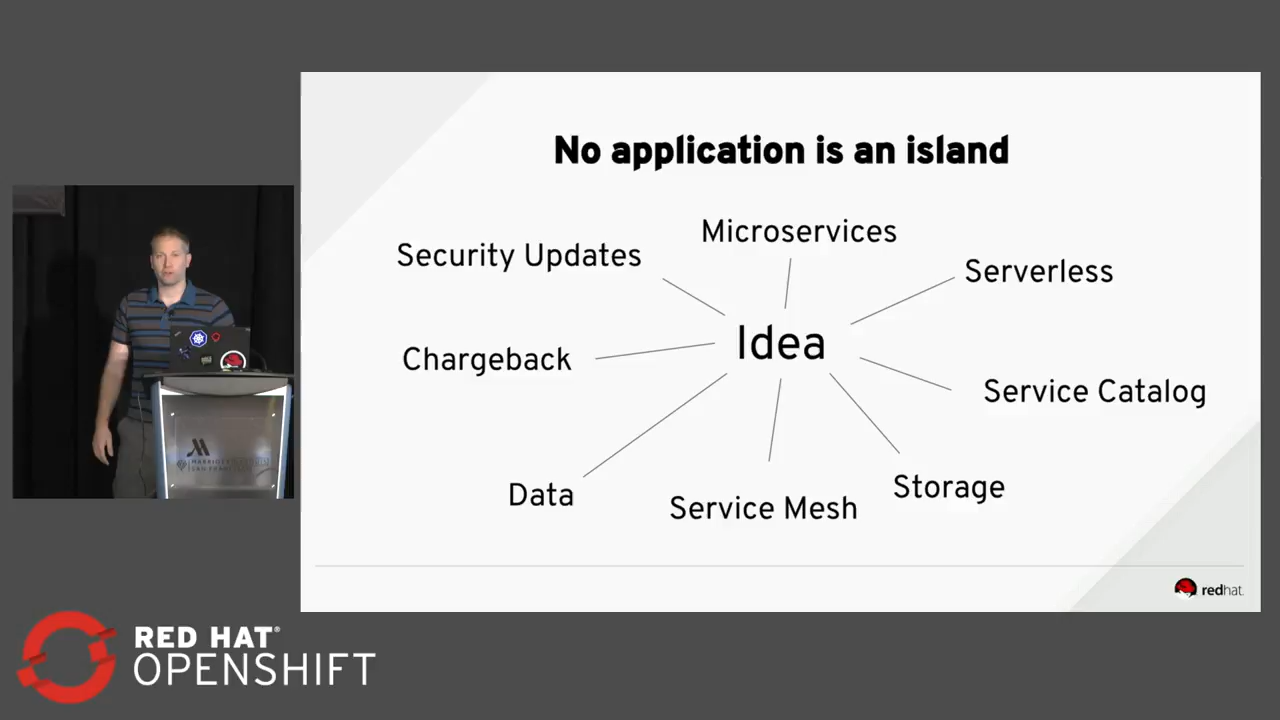 No application is an island
Microservices
Security Updates
Serverless
Idea
Chargeback
Service Catalog
Data
Storage
Service Mesh
redhat.
RED HAT®
OPENSHIFT